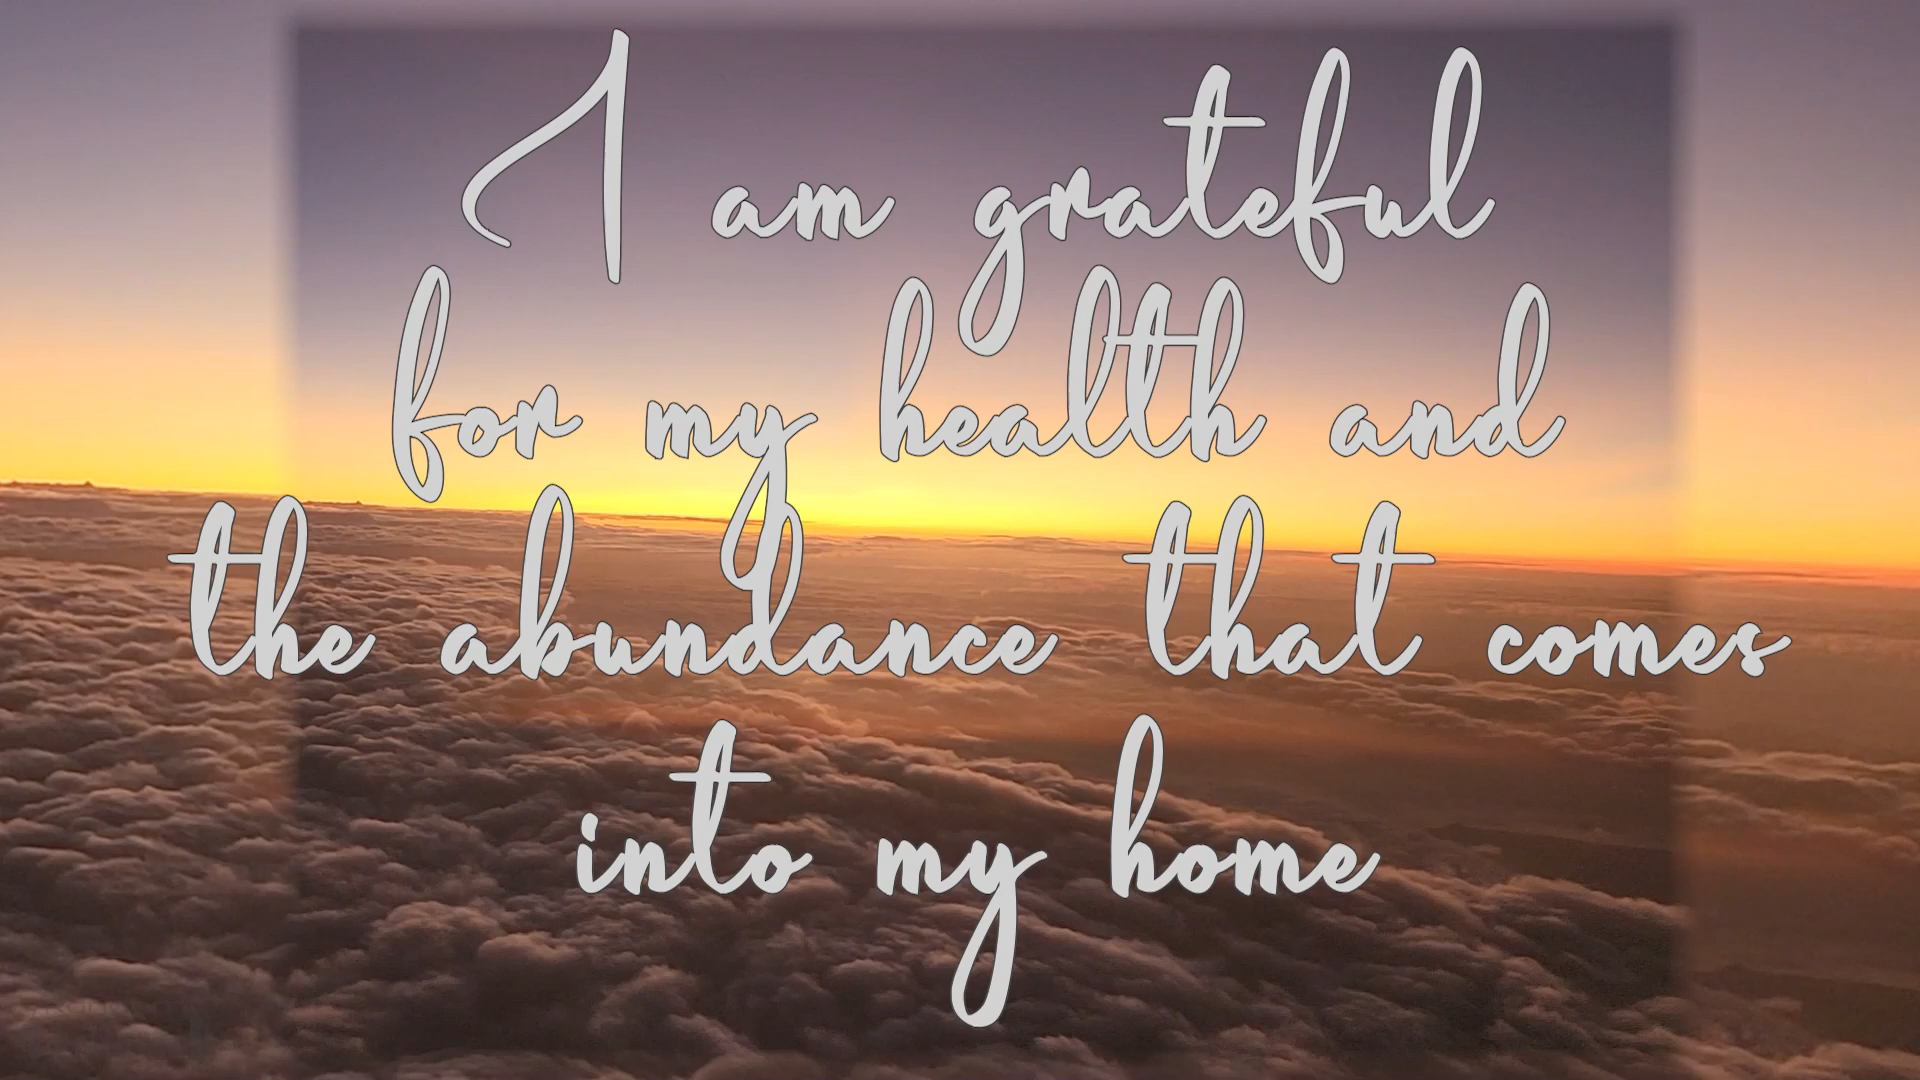 I am grateful
for my health and
the abundance that comes
into my home